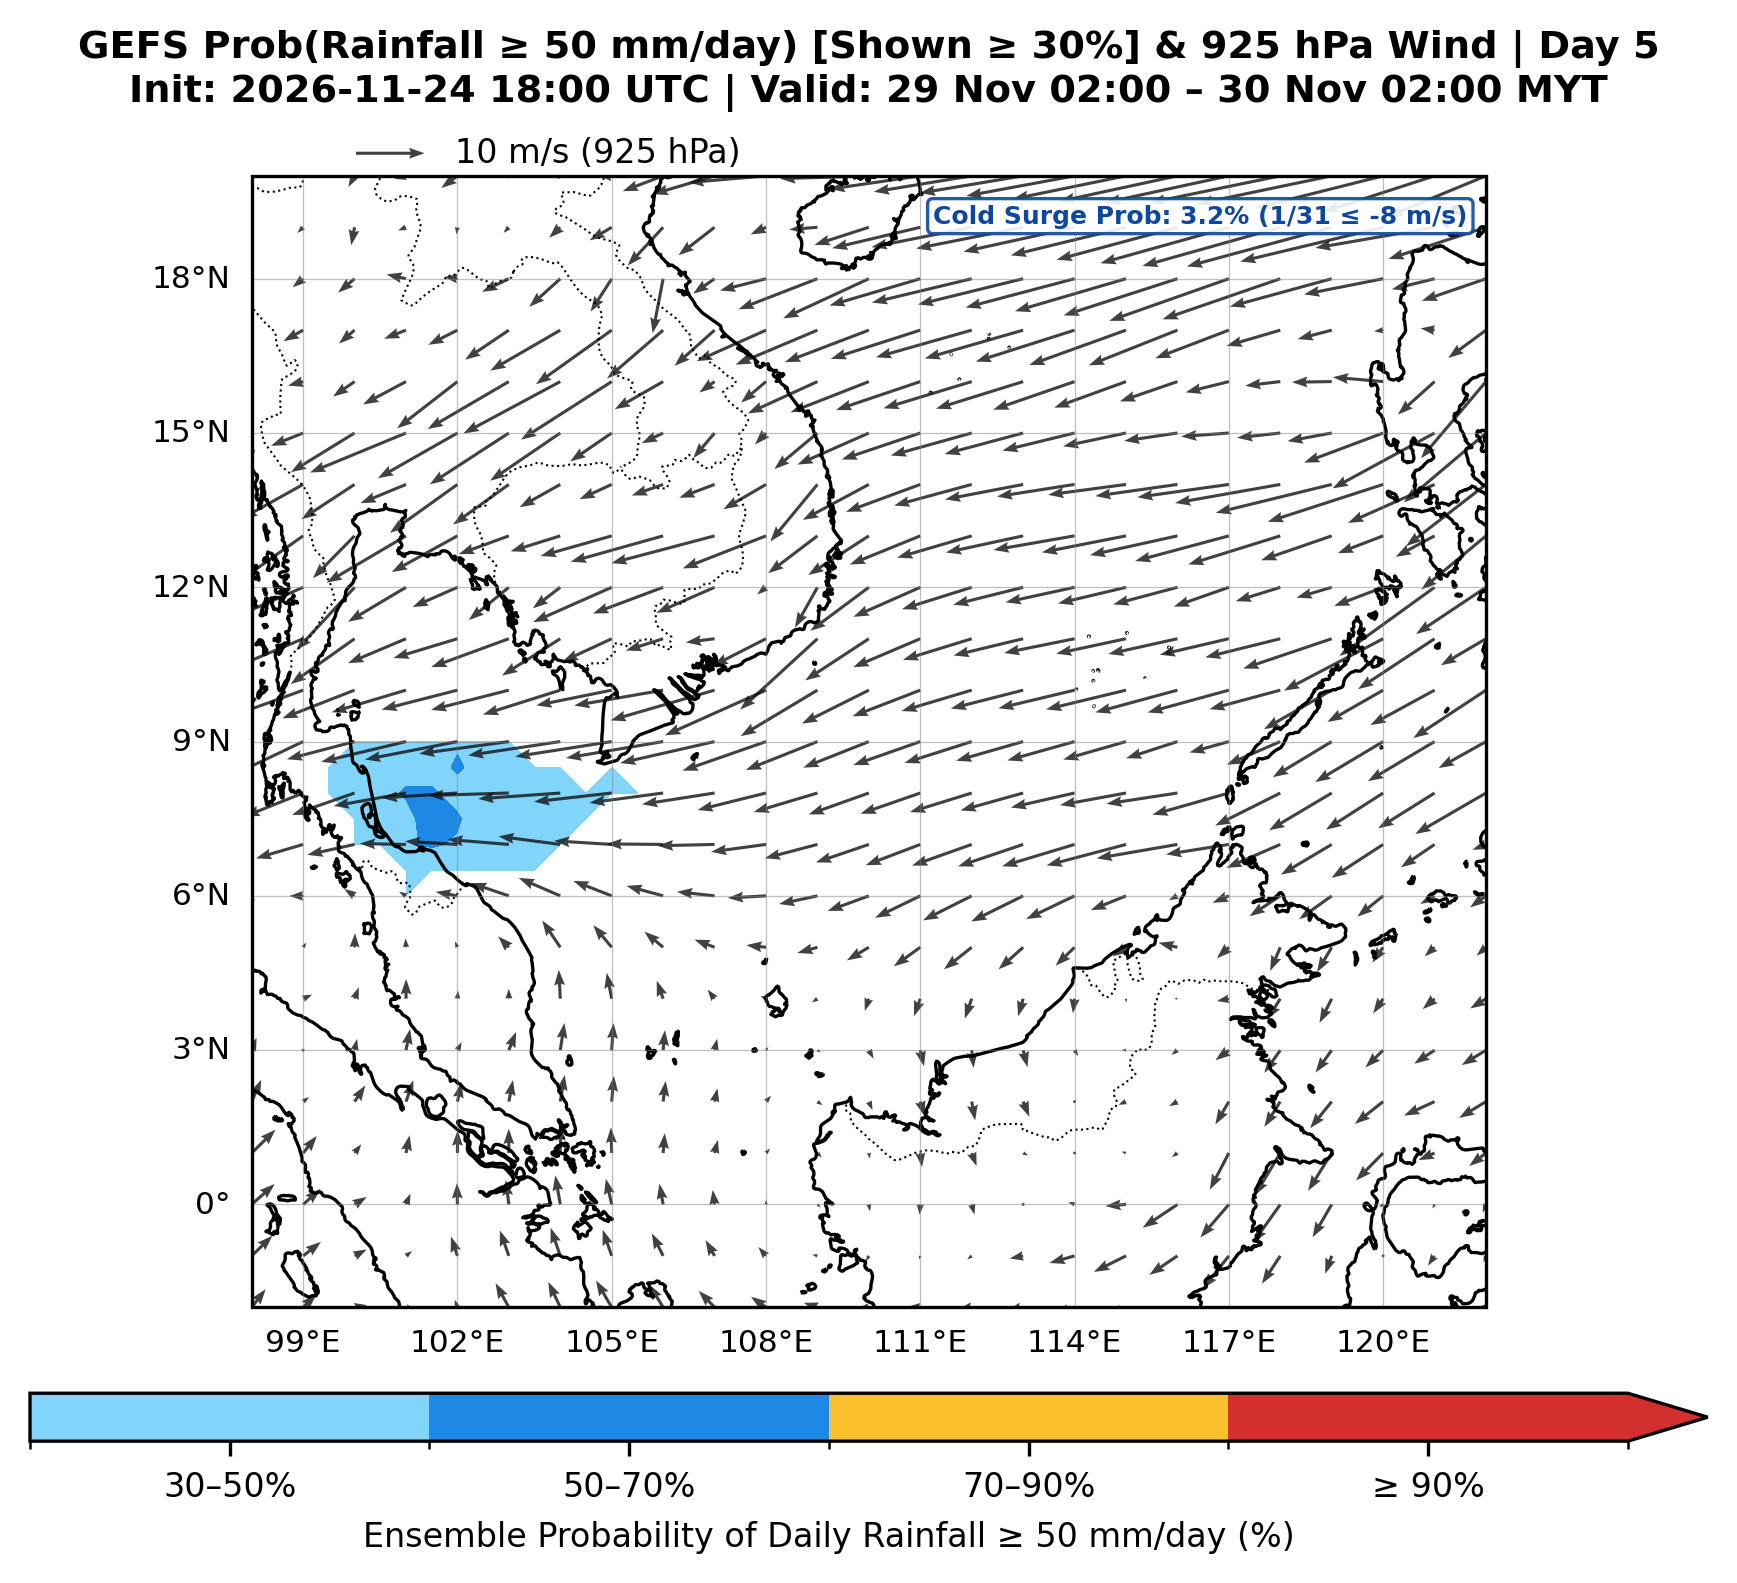 GEFS Prob(Rainfall ≥ 50 mm/day) [Shown ≥ 30%] & 925 hPa Wind | Day 5
Init: 2026-11-24 18:00 UTC | Valid: 29 Nov 02:00 – 30 Nov 02:00 MYT
10 m/s (925 hPa)
Cold Surge Prob: 3.2% (1/31 ≤ -8 m/s)
18°N
15°N
12°N
9°N
6°N
3°N
0°
99°E 102°E 105°E 108°E 111°E 114°E 117°E 120°E
30–50% 50–70% 70–90% ≥ 90%
Ensemble Probability of Daily Rainfall ≥ 50 mm/day (%)